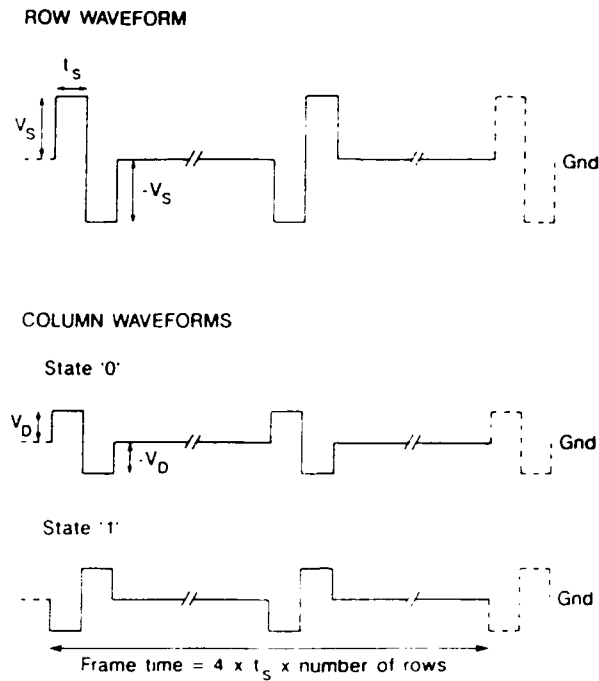 ROW WAVEFORM
t_s
V_S
Gnd
-V_S
COLUMN WAVEFORMS
State '0'
V_D
Gnd
-V_D
State '1'
Gnd
Frame time = 4 x t_s x number of rows